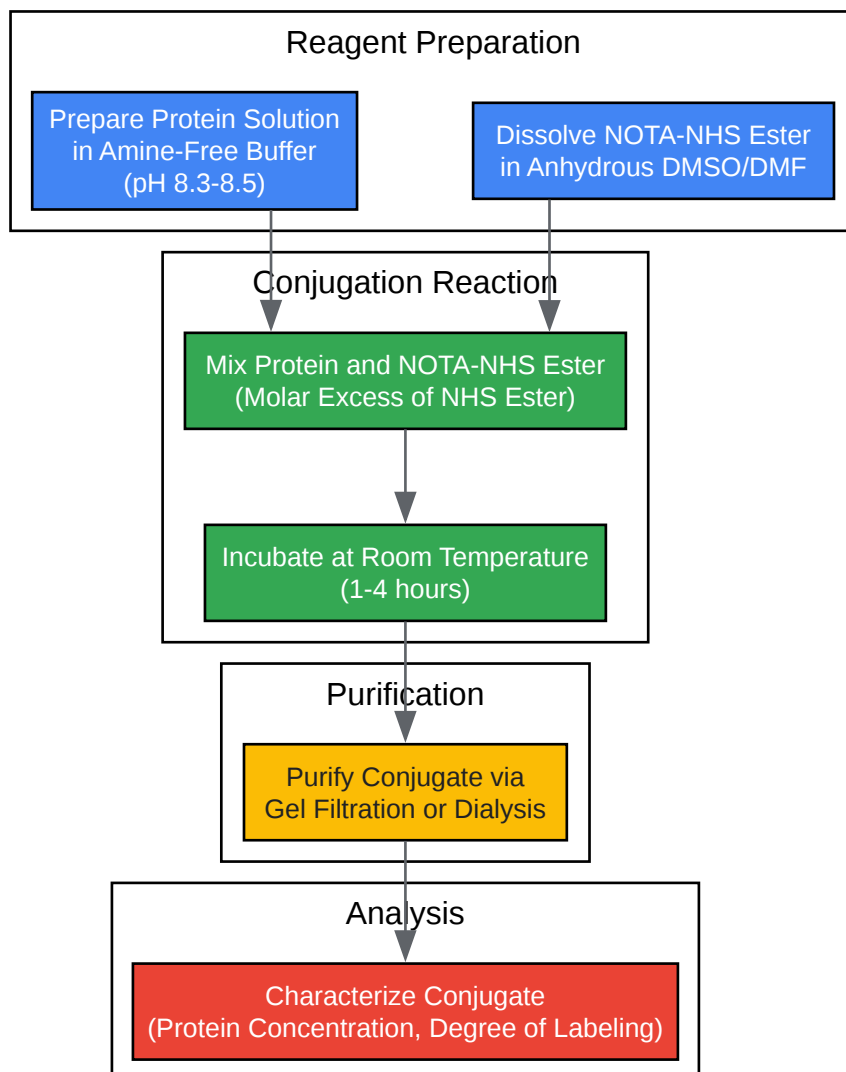 Reagent Preparation
Prepare Protein Solution
in Amine-Free Buffer
(pH 8.3-8.5)
Dissolve NOTA-NHS Ester
in Anhydrous DMSO/DMF
Conjugation Reaction
Mix Protein and NOTA-NHS Ester
(Molar Excess of NHS Ester)
Incubate at Room Temperature
(1-4 hours)
Purification
Purify Conjugate via
Gel Filtration or Dialysis
Analysis
Characterize Conjugate
(Protein Concentration, Degree of Labeling)